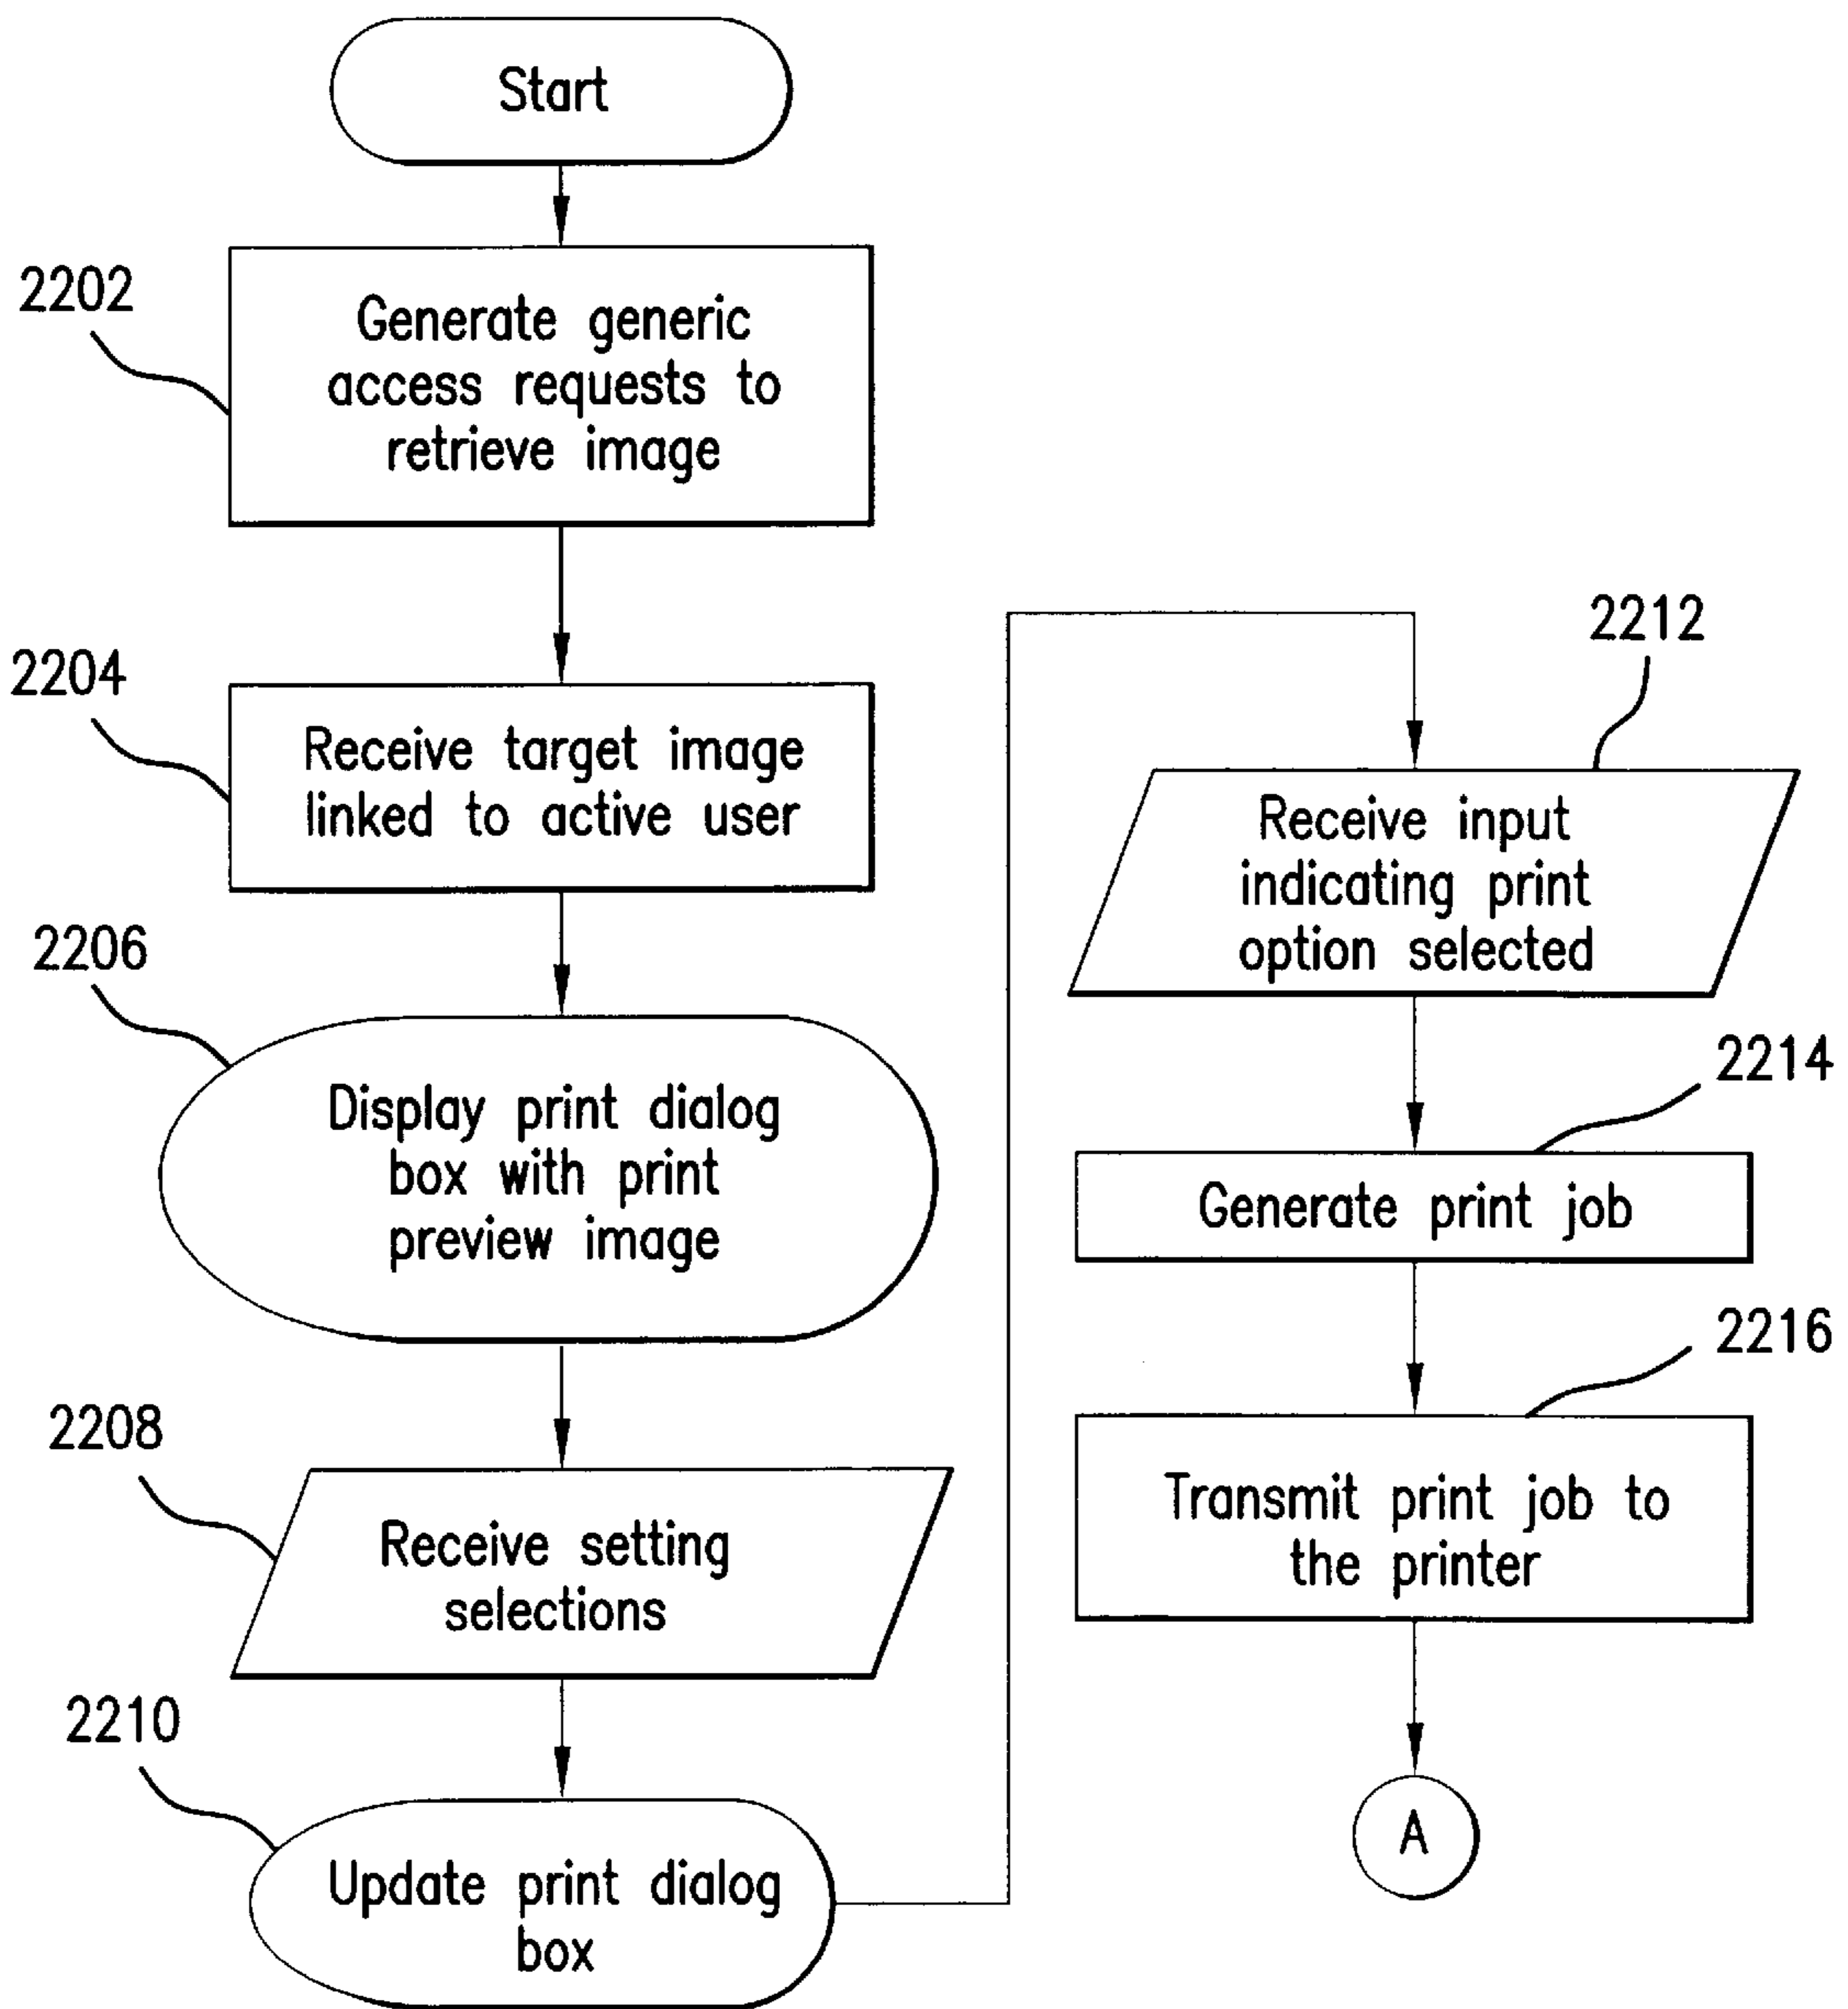 Start
2202
Generate generic
access requests to
retrieve image
2204
Receive target image
linked to active user
2206
Display print dialog
box with print
preview image
2208
Receive setting
selections
2210
Update print dialog
box
2212
Receive input
indicating print
option selected
2214
Generate print job
2216
Transmit print job to
the printer
A